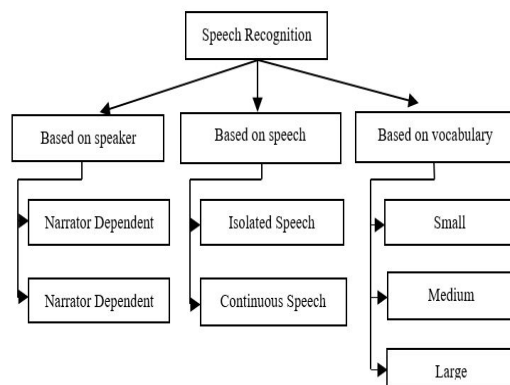 Speech Recognition
Based on speaker
Based on speech
Based on vocabulary
Narrator Dependent
Isolated Speech
Small
Narrator Dependent
Continuous Speech
Medium
Large